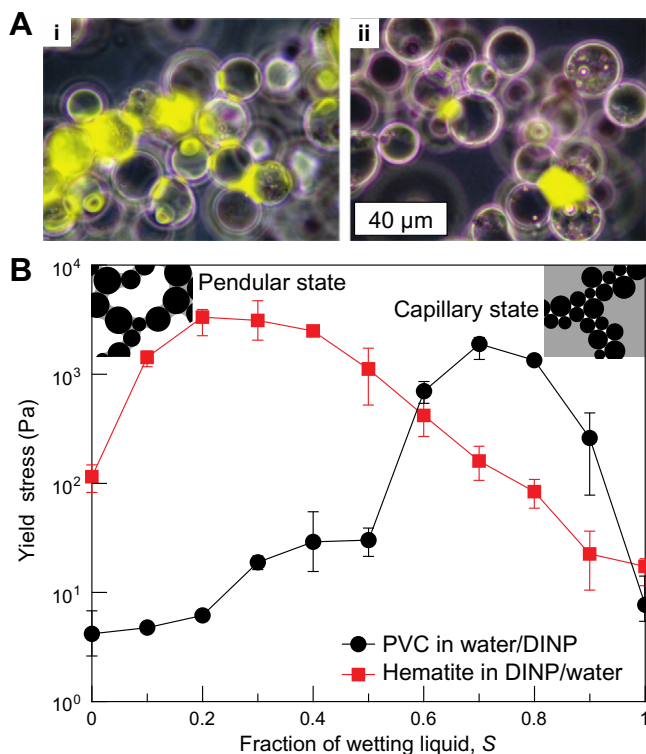 A
i
ii
40 μm
B
Pendular state
Capillary state
Yield stress (Pa)
10⁴
10³
10²
10¹
10⁰
PVC in water/DINP
Hematite in DINP/water
0
0.2
0.4
0.6
0.8
1
Fraction of wetting liquid, S